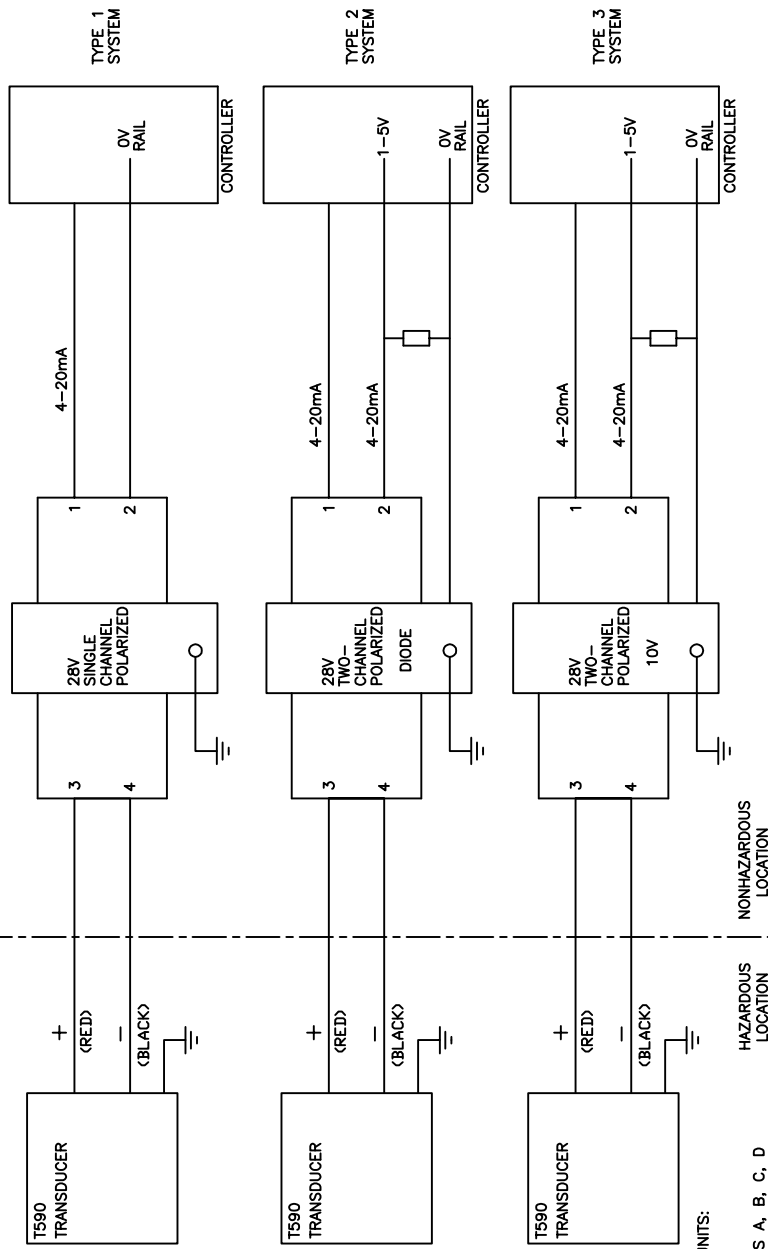 T590
TRANSDUCER
+
(RED)
−
(BLACK)
3
4
28V
SINGLE
CHANNEL
POLARIZED
1
2
4-20mA
0V
RAIL
CONTROLLER
TYPE 1
SYSTEM
T590
TRANSDUCER
+
(RED)
−
(BLACK)
3
4
28V
TWO-
CHANNEL
POLARIZED
DIODE
1
2
4-20mA
4-20mA
1-5V
0V
RAIL
CONTROLLER
TYPE 2
SYSTEM
T590
TRANSDUCER
+
(RED)
−
(BLACK)
3
4
28V
TWO-
CHANNEL
POLARIZED
10V
1
2
4-20mA
4-20mA
1-5V
0V
RAIL
CONTROLLER
TYPE 3
SYSTEM
HAZARDOUS
LOCATION
NONHAZARDOUS
LOCATION
NITS:
S A, B, C, D